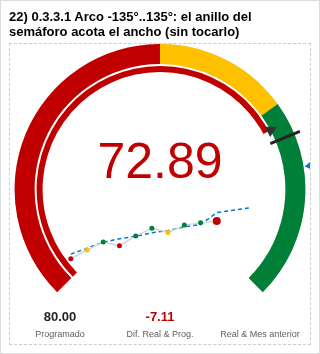 22) 0.3.3.1 Arco -135°..135°: el anillo del
semáforo acota el ancho (sin tocarlo)
72.89
80.00
-7.11
Programado
Dif. Real & Prog.
Real & Mes anterior